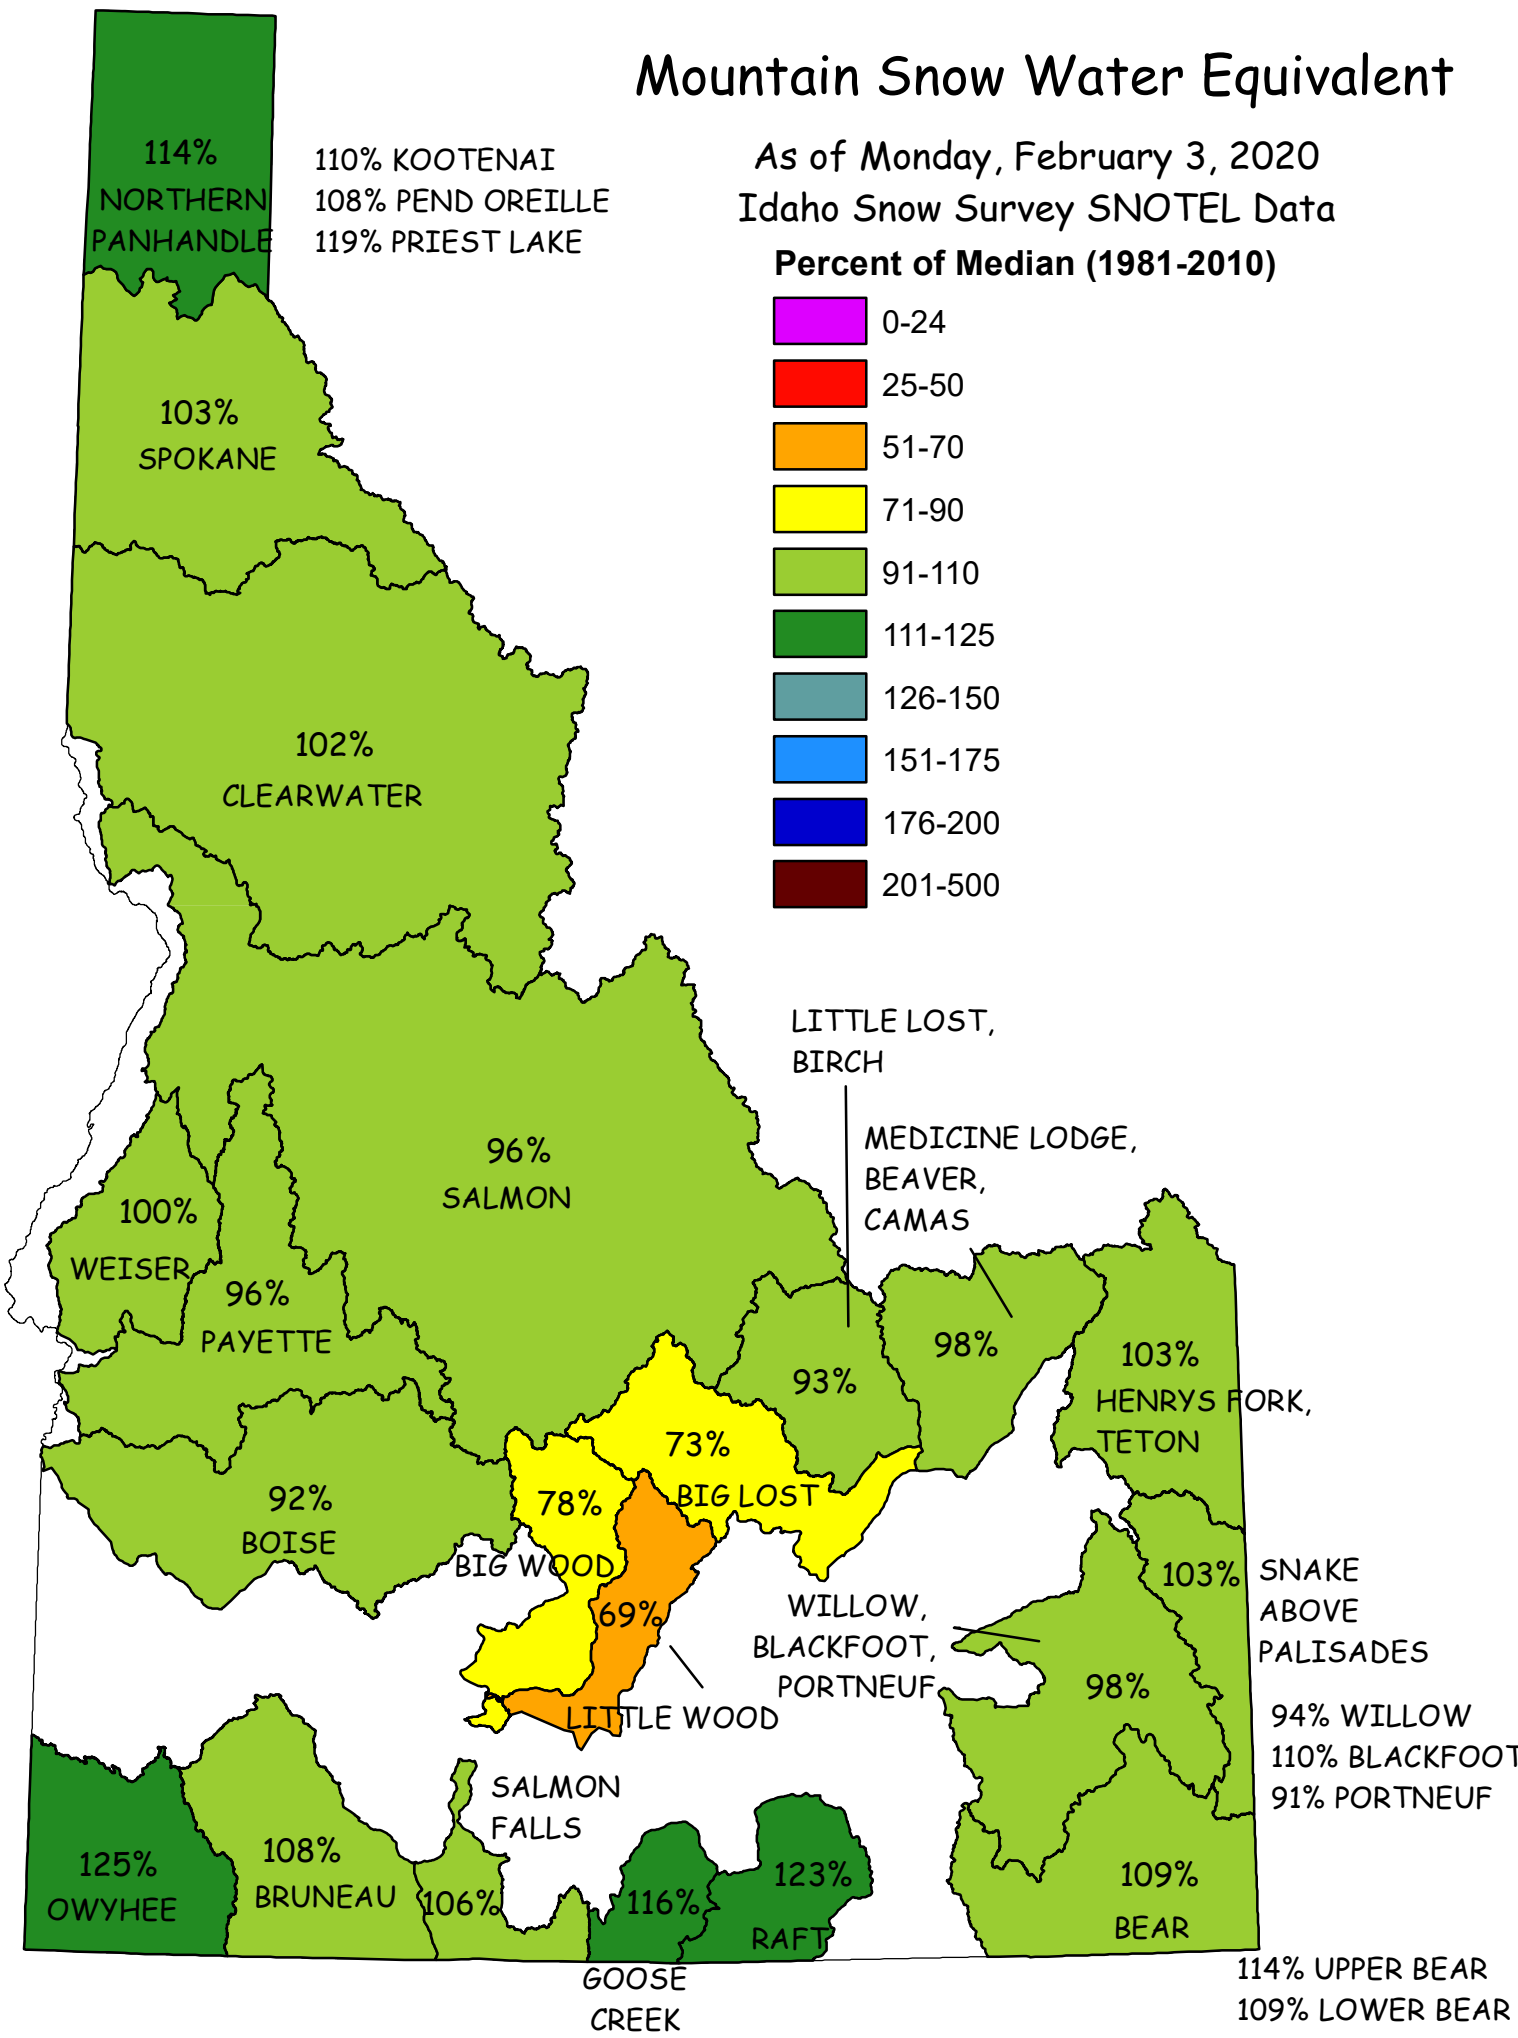 Mountain Snow Water Equivalent
As of Monday, February 3, 2020
Idaho Snow Survey SNOTEL Data
Percent of Median (1981-2010)
0-24
25-50
51-70
71-90
91-110
111-125
126-150
151-175
176-200
201-500
114%
NORTHERN
PANHANDLE
110% KOOTENAI
108% PEND OREILLE
119% PRIEST LAKE
103%
SPOKANE
102%
CLEARWATER
LITTLE LOST,
BIRCH
MEDICINE LODGE,
BEAVER,
CAMAS
96%
SALMON
100%
WEISER
96%
PAYETTE
93%
98%
103%
HENRYS FORK,
TETON
73%
BIG LOST
78%
BIG WOOD
92%
BOISE
69%
LITTLE WOOD
WILLOW,
BLACKFOOT,
PORTNEUF
98%
103%
SNAKE
ABOVE
PALISADES
94% WILLOW
110% BLACKFOOT
91% PORTNEUF
SALMON
FALLS
125%
OWYHEE
108%
BRUNEAU
106%
116%
123%
RAFT
109%
BEAR
GOOSE
CREEK
114% UPPER BEAR
109% LOWER BEAR